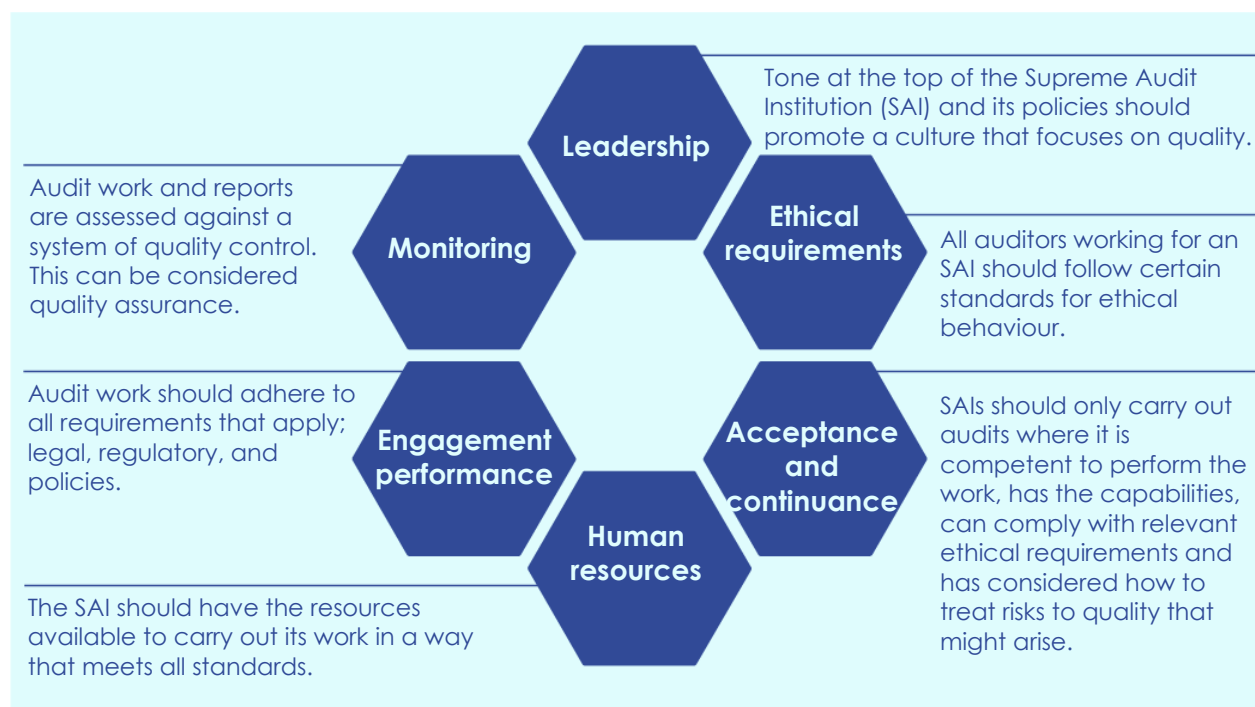 Leadership
Tone at the top of the Supreme Audit
Institution (SAI) and its policies should
promote a culture that focuses on quality.
Ethical
requirements
All auditors working for an
SAI should follow certain
standards for ethical
behaviour.
Acceptance
and
continuance
SAIs should only carry out
audits where it is
competent to perform the
work, has the capabilities,
can comply with relevant
ethical requirements and
has considered how to
treat risks to quality that
might arise.
Human
resources
The SAI should have the resources
available to carry out its work in a way
that meets all standards.
Engagement
performance
Audit work should adhere to
all requirements that apply;
legal, regulatory, and
policies.
Monitoring
Audit work and reports
are assessed against a
system of quality control.
This can be considered
quality assurance.